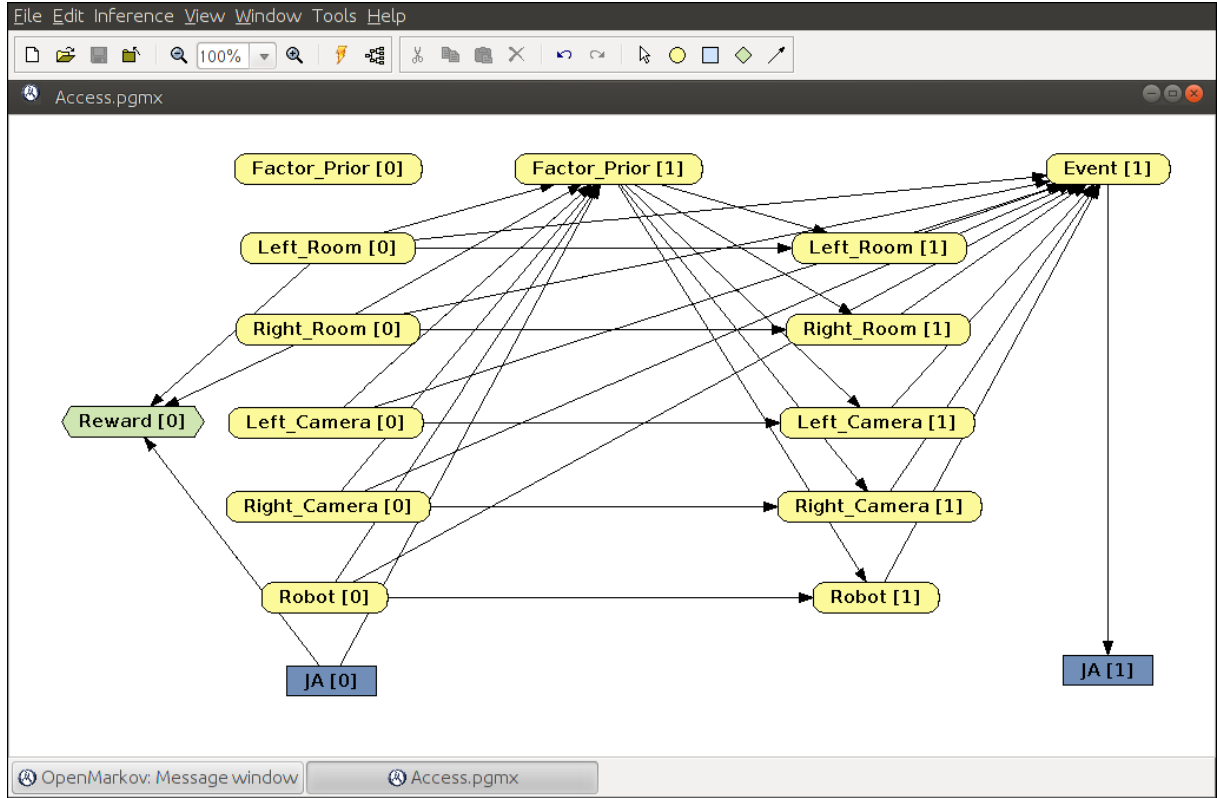 File Edit Inference View Window Tools Help
100%
Access.pgmx
Factor_Prior [0] Factor_Prior [1] Event [1]
Left_Room [0] Left_Room [1]
Right_Room [0] Right_Room [1]
Reward [0] Left_Camera [0] Left_Camera [1]
Right_Camera [0] Right_Camera [1]
Robot [0] Robot [1]
JA [0] JA [1]
OpenMarkov: Message window Access.pgmx